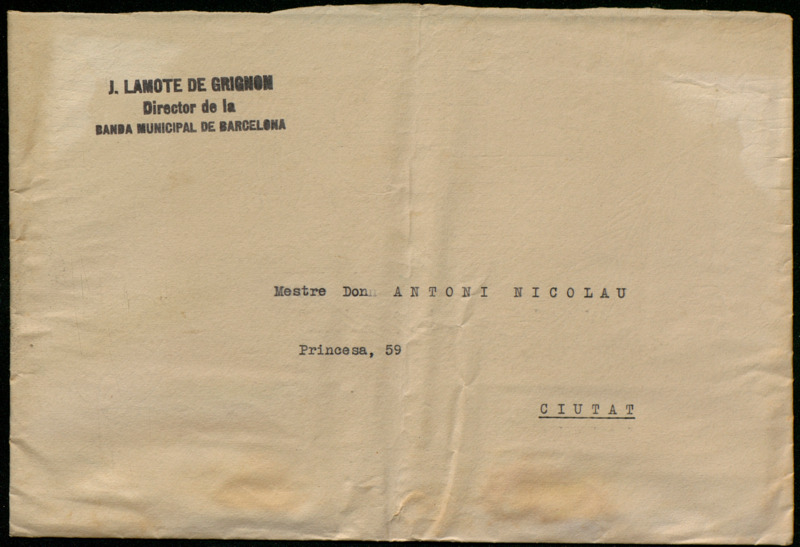 J. LAMOTE DE GRIGNON
Director de la
BANDA MUNICIPAL DE BARCELONA
Mestre Don ANTONI NICOLAU
Princesa, 59
CIUTAT